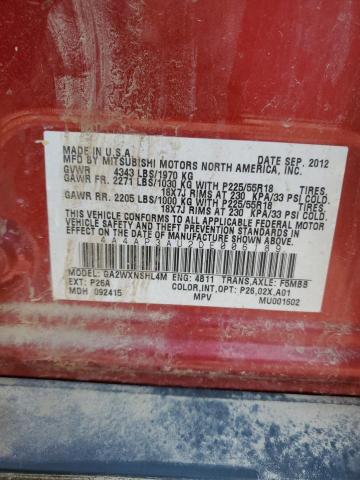 MADE IN U.S.A. DATE SEP. 2012
MFD BY MITSUBISHI MOTORS NORTH AMERICA, INC.
GVWR 4343 LBS/1970 KG
GAWR FR. 2271 LBS/1030 KG WITH P225/55R18 TIRES,
18X7J RIMS AT 230 KPA/33 PSI COLD
GAWR RR. 2205 LBS/1000 KG WITH P225/55R18 TIRES,
18X7J RIMS AT 230 KPA/33 PSI COLD
THIS VEHICLE CONFORMS TO ALL APPLICABLE FEDERAL MOTOR
VEHICLE SAFETY STANDARDS IN EFFECT ON THE
DATE OF MANUFACTURE SHOWN ABOVE.
MODEL: GA2WXNSHL4M ENG: 4B11 TRANS,AXLE: F5MBB
EXT: P26A COLOR,INT,OPT: P26,02X,A01
MDH 092415 MPV MU001602